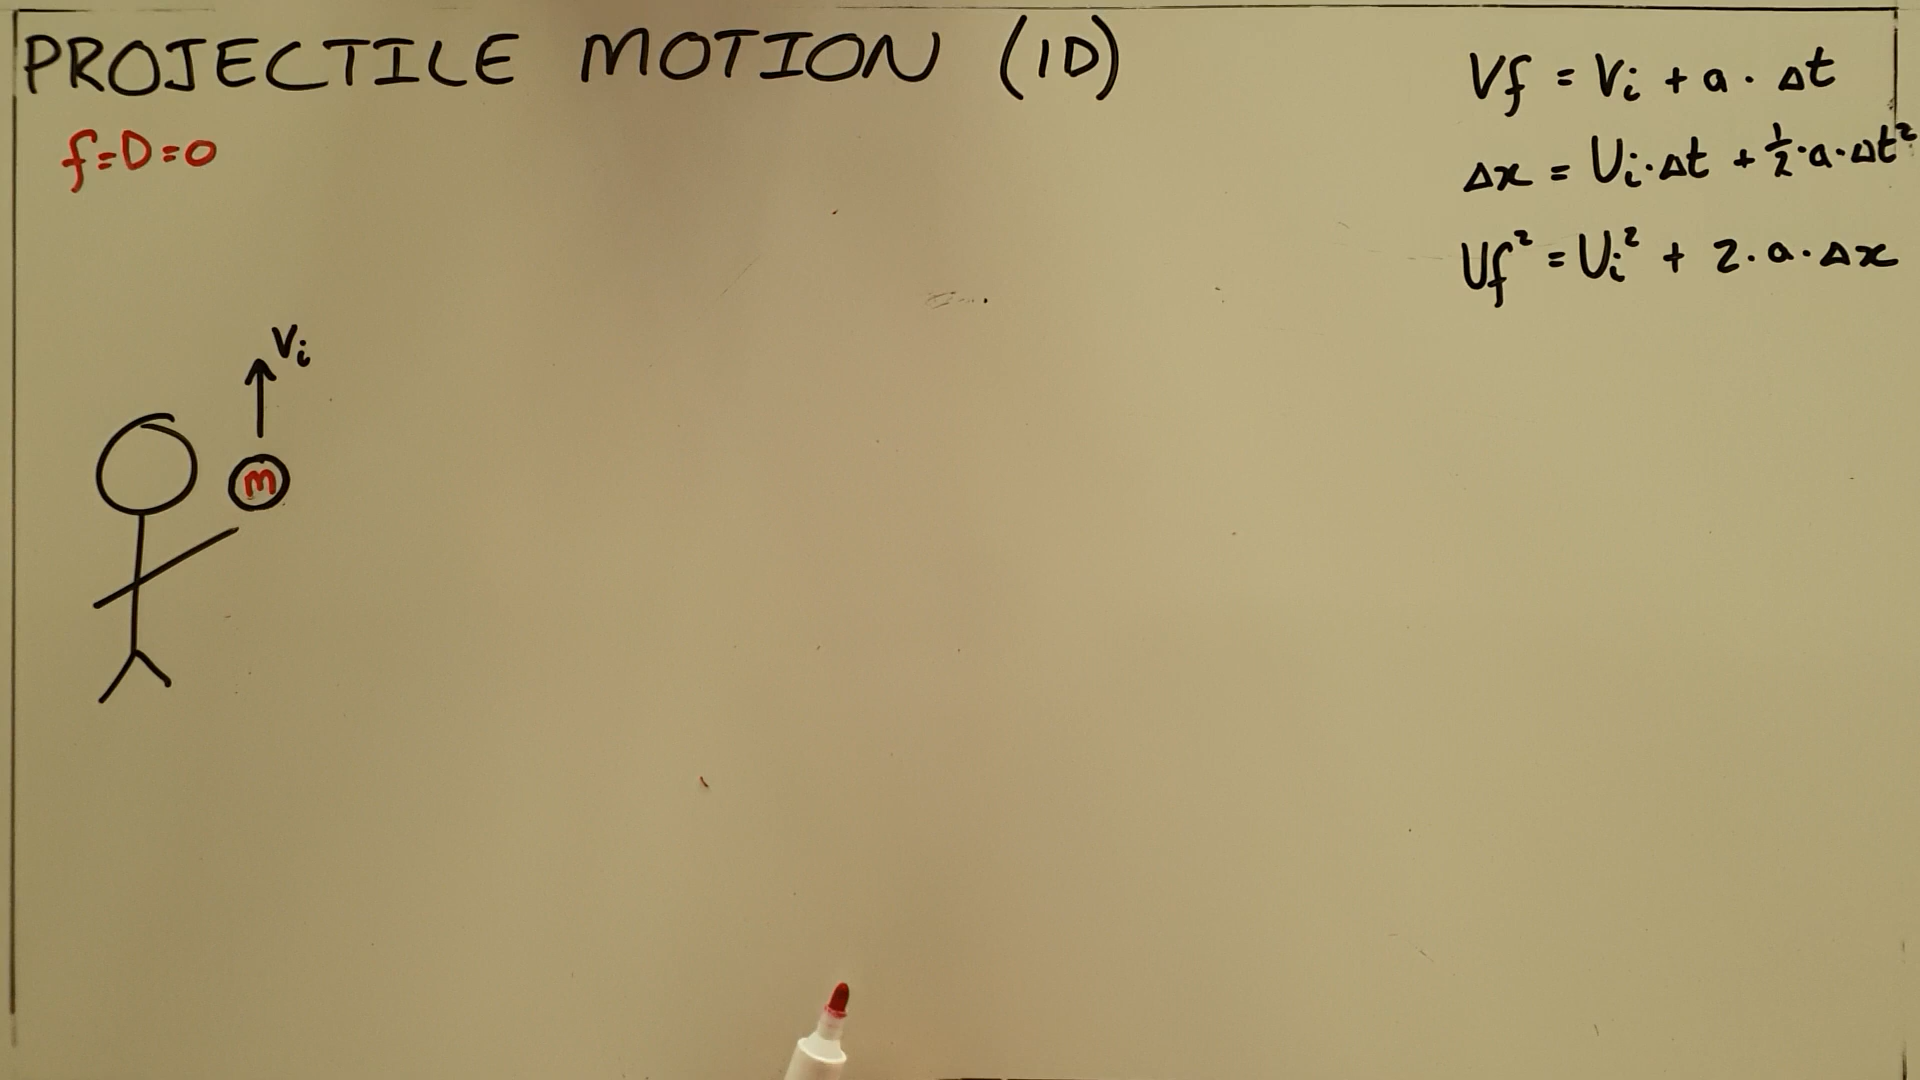 PROJECTILE MOTION (1D)
f=D=0
Vf = Vi + a · Δt
Δx = Vi·Δt + ½·a·Δt²
Vf² = Vi² + 2·a·Δx
Vi
m